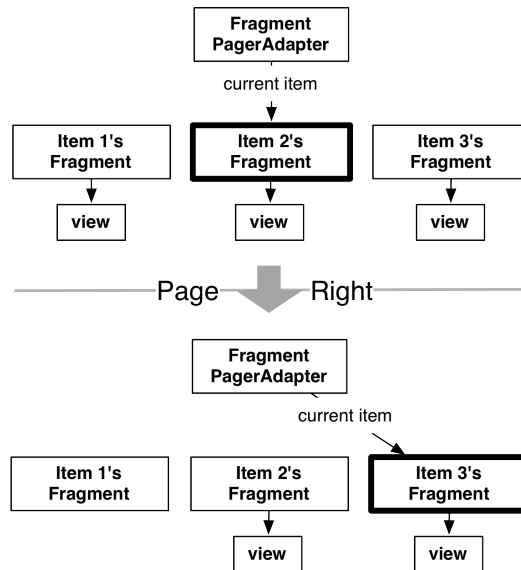 Fragment
PagerAdapter
current item
Item 1's
Fragment
Item 2's
Fragment
Item 3's
Fragment
view
view
view
Page Right
Fragment
PagerAdapter
current item
Item 1's
Fragment
Item 2's
Fragment
Item 3's
Fragment
view
view